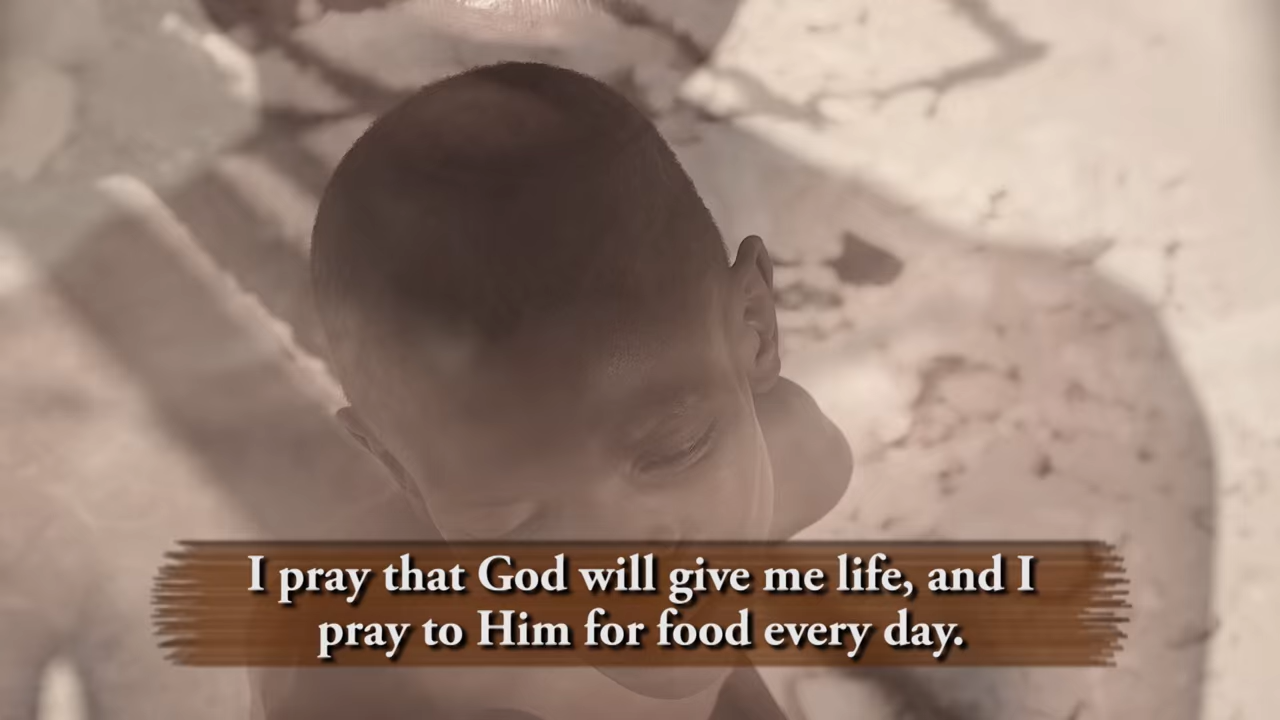 I pray that God will give me life, and I
pray to Him for food every day.